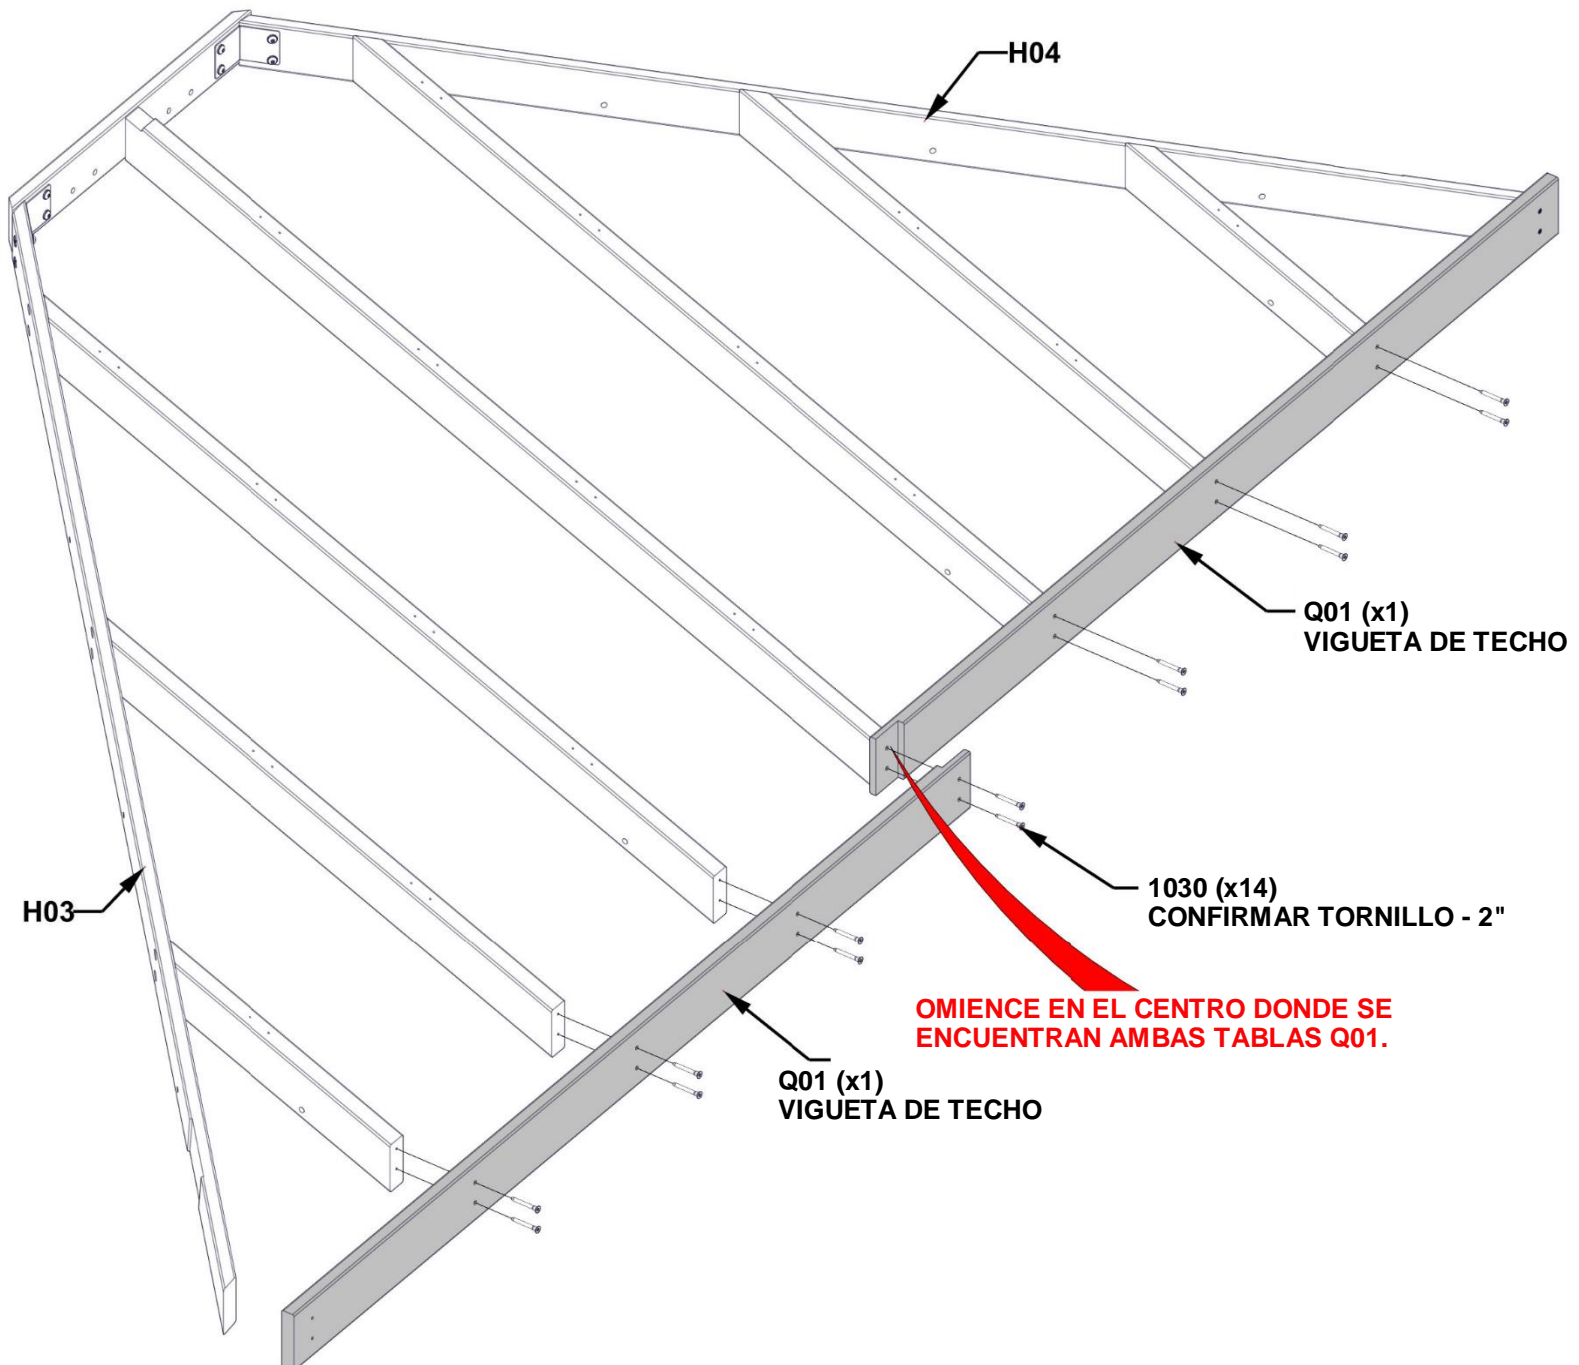 H04
Q01 (x1)
VIGUETA DE TECHO
1030 (x14)
CONFIRMAR TORNILLO - 2"
H03
OMIENCE EN EL CENTRO DONDE SE
ENCUENTRAN AMBAS TABLAS Q01.
Q01 (x1)
VIGUETA DE TECHO